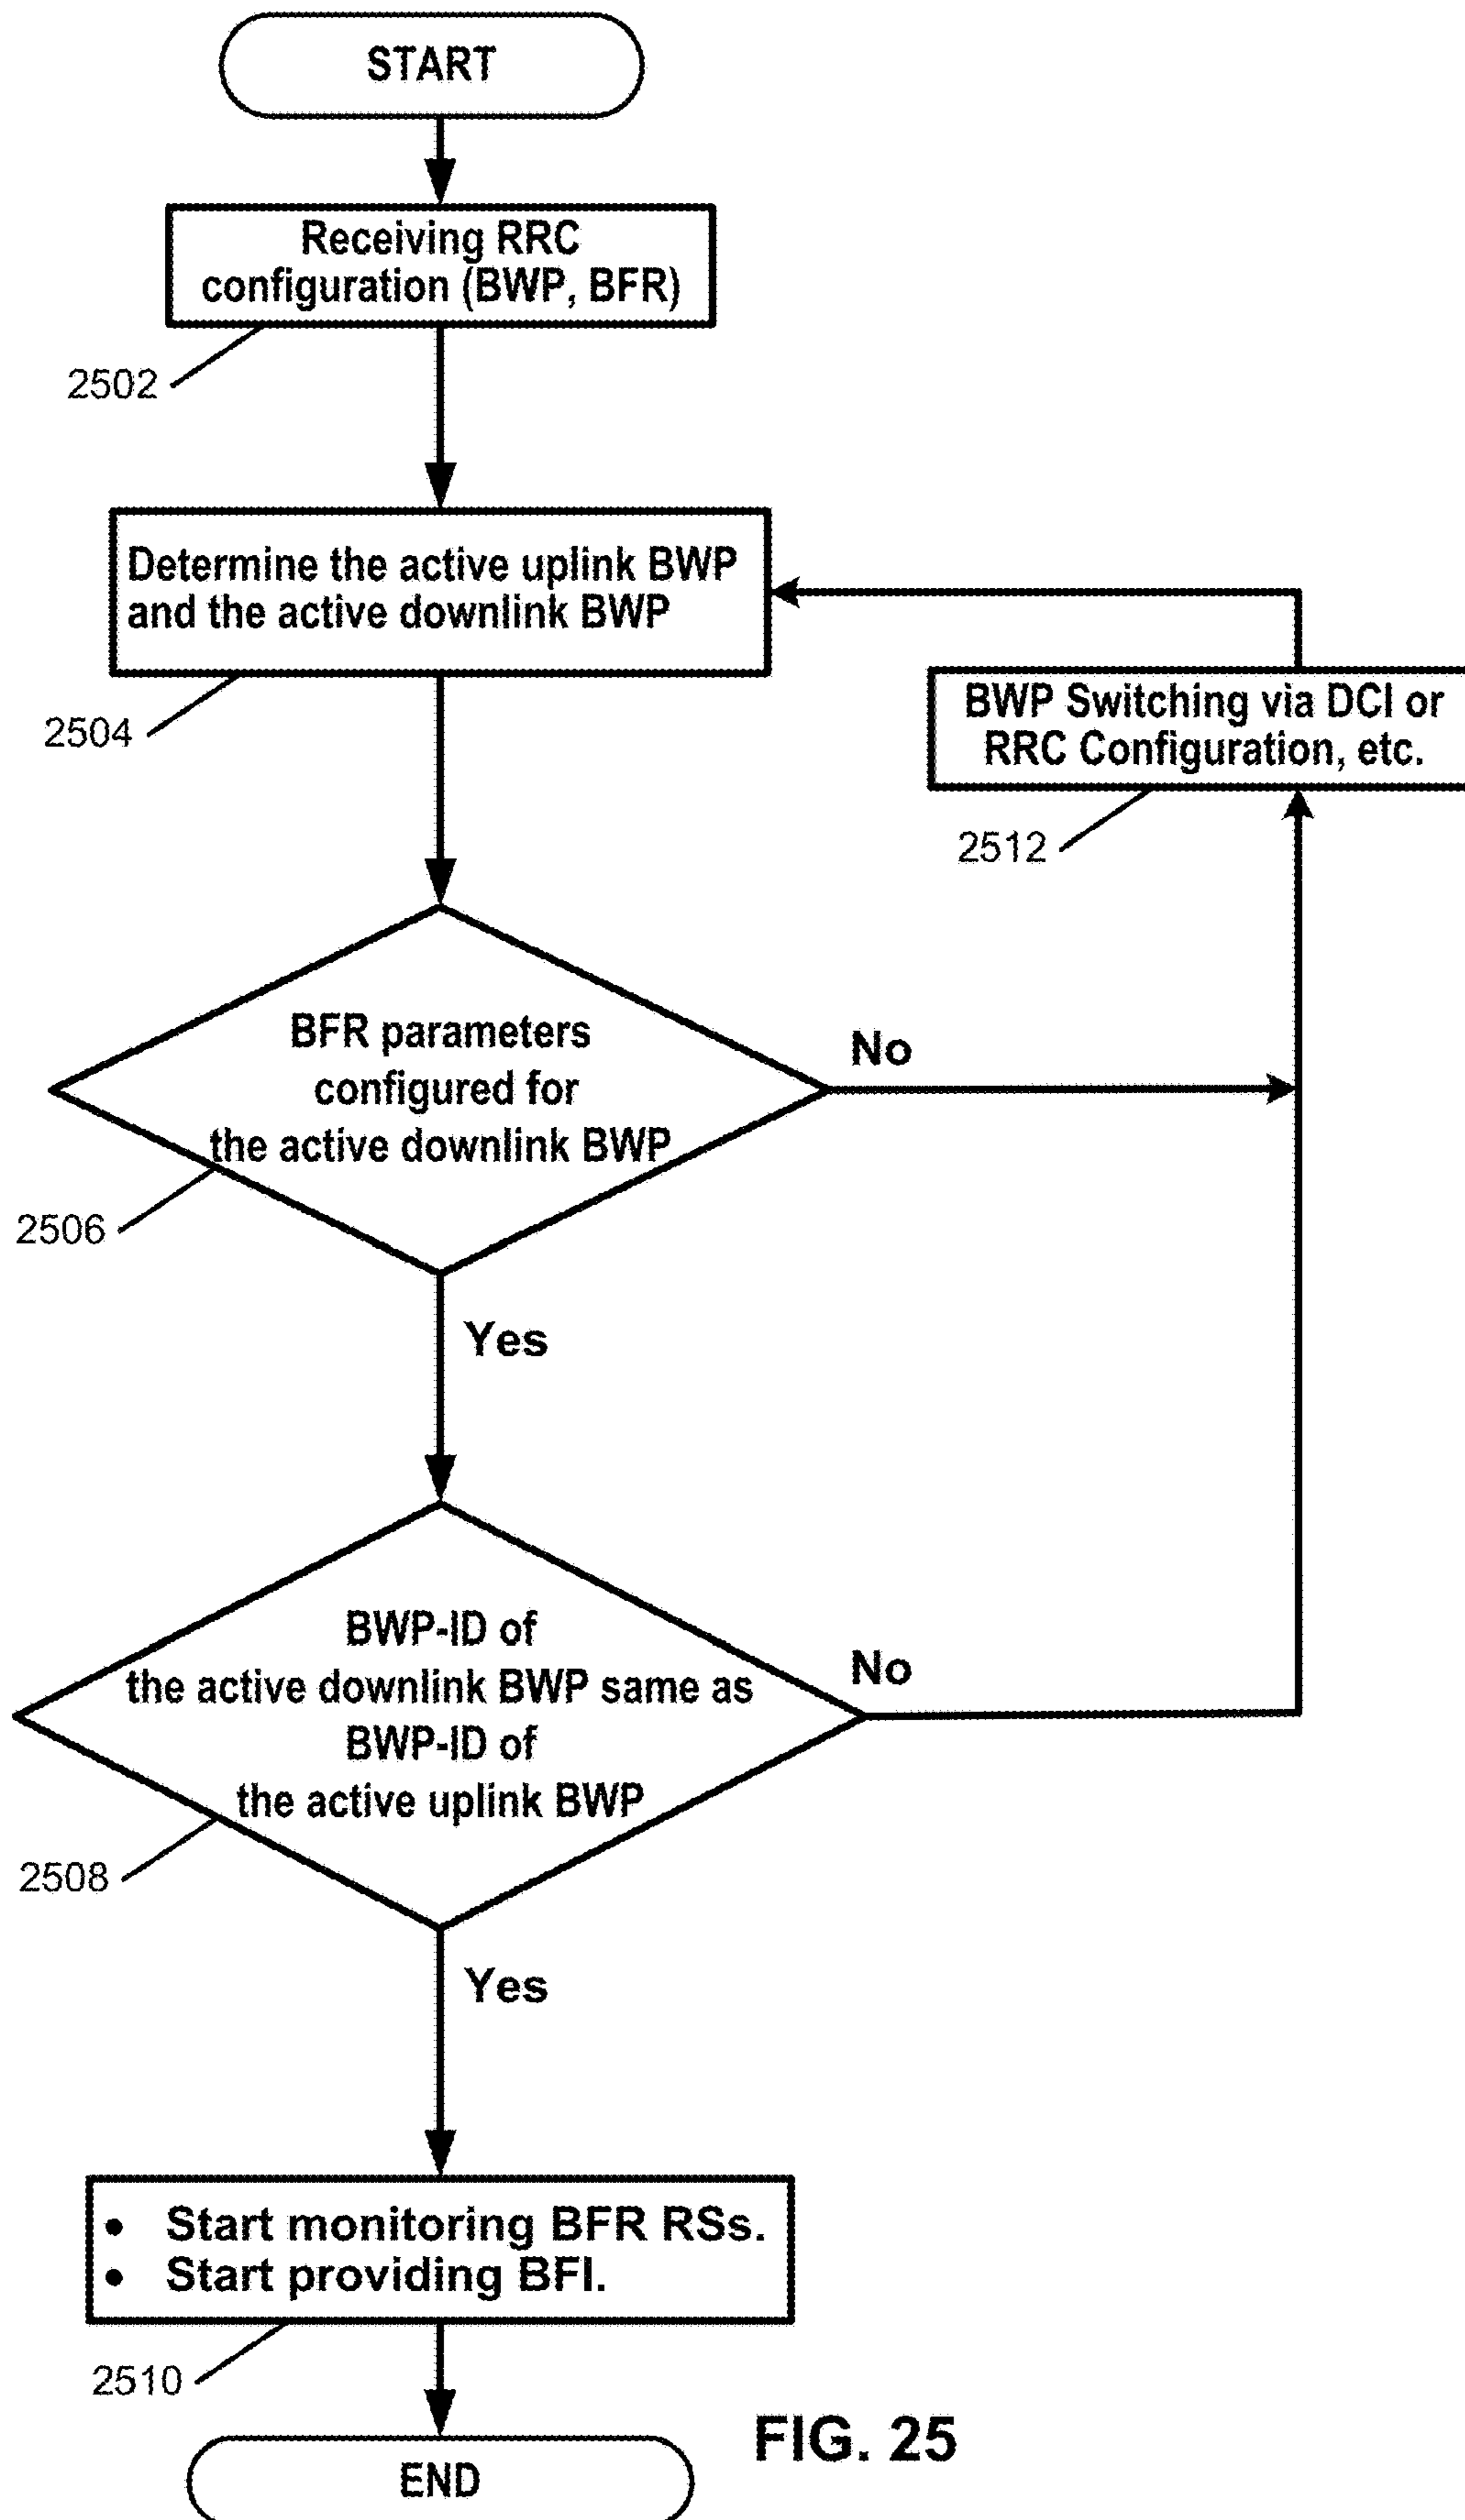 START
Receiving RRC
configuration (BWP, BFR)
2502
Determine the active uplink BWP
and the active downlink BWP
2504
BWP Switching via DCI or
RRC Configuration, etc.
2512
BFR parameters
configured for
the active downlink BWP
No
2506
Yes
BWP-ID of
the active downlink BWP same as
BWP-ID of
the active uplink BWP
No
2508
Yes
• Start monitoring BFR RSs.
• Start providing BFI.
2510
END
FIG. 25